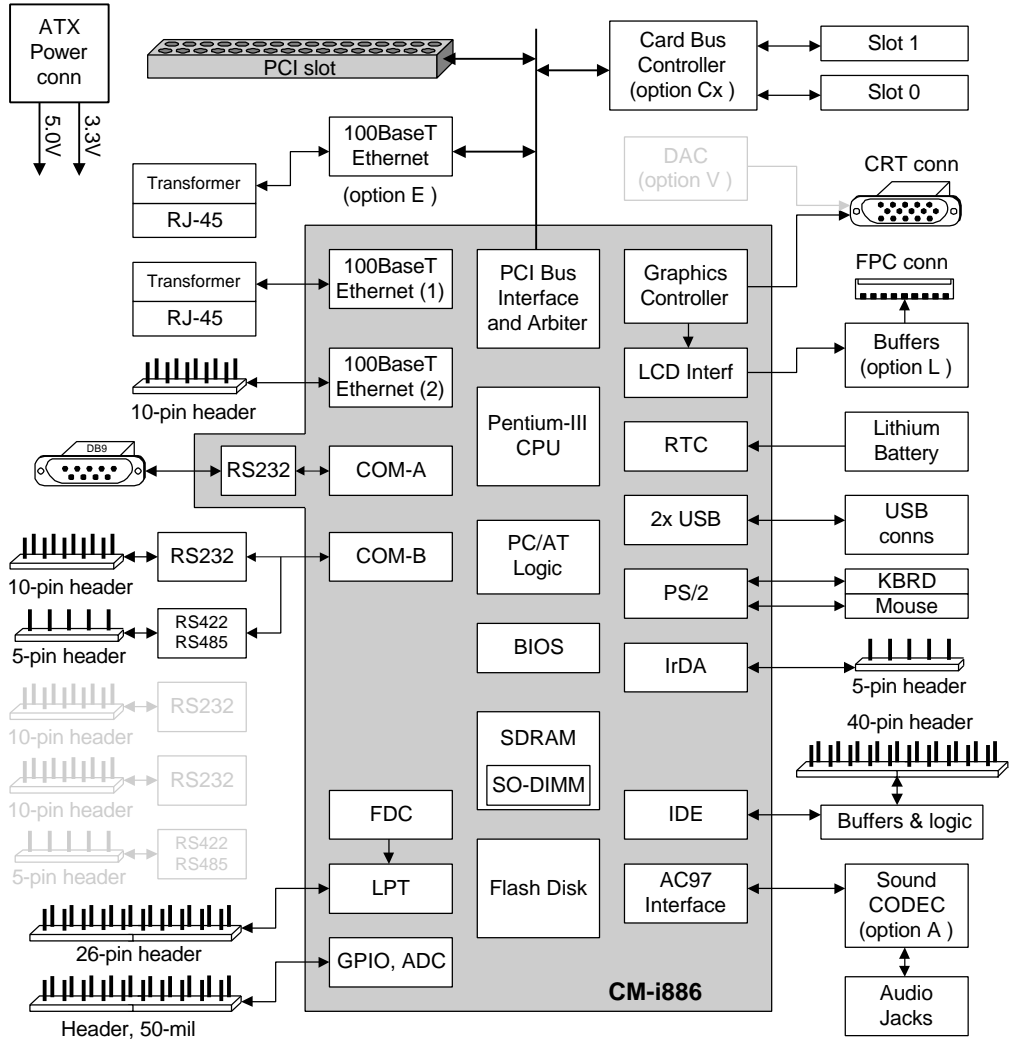 ATX
Power
conn
5.0V
3.3V
PCI slot
Card Bus
Controller
(option Cx )
Slot 1
Slot 0
100BaseT
Ethernet
(option E )
Transformer
RJ-45
DAC
(option V )
CRT conn
100BaseT
Ethernet (1)
Transformer
RJ-45
PCI Bus
Interface
and Arbiter
Graphics
Controller
FPC conn
100BaseT
Ethernet (2)
10-pin header
LCD Interf
Buffers
(option L )
Pentium-III
CPU
DB9
RS232
COM-A
RTC
Lithium
Battery
2x USB
USB
conns
10-pin header
RS232
COM-B
PC/AT
Logic
PS/2
KBRD
Mouse
5-pin header
RS422
RS485
BIOS
IrDA
5-pin header
10-pin header
RS232
40-pin header
SDRAM
SO-DIMM
10-pin header
RS232
FDC
IDE
Buffers & logic
5-pin header
RS422
RS485
LPT
Flash Disk
AC97
Interface
Sound
CODEC
(option A )
26-pin header
GPIO, ADC
CM-i886
Audio
Jacks
Header, 50-mil